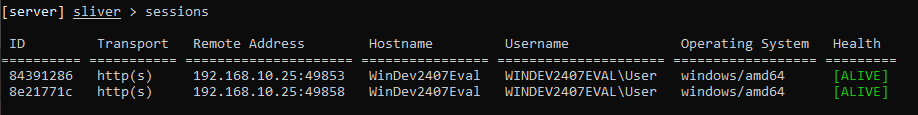 [server] sliver > sessions
ID Transport Remote Address Hostname Username Operating System Health
========== =========== ===================== ================ ===================== ================== =========
84391286 http(s) 192.168.10.25:49853 WinDev2407Eval WINDEV2407EVAL\User windows/amd64 [ALIVE]
8e21771c http(s) 192.168.10.25:49858 WinDev2407Eval WINDEV2407EVAL\User windows/amd64 [ALIVE]